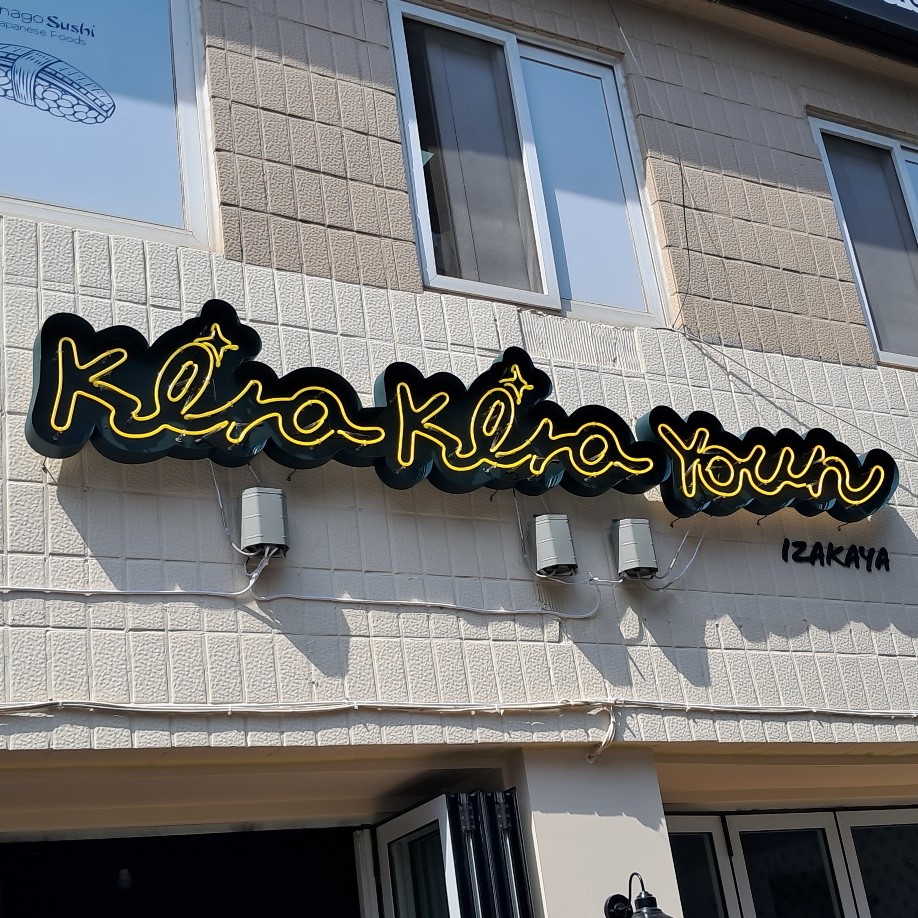 nago Sushi
apanese Foods
Kira Kira Youn
IZAKAYA